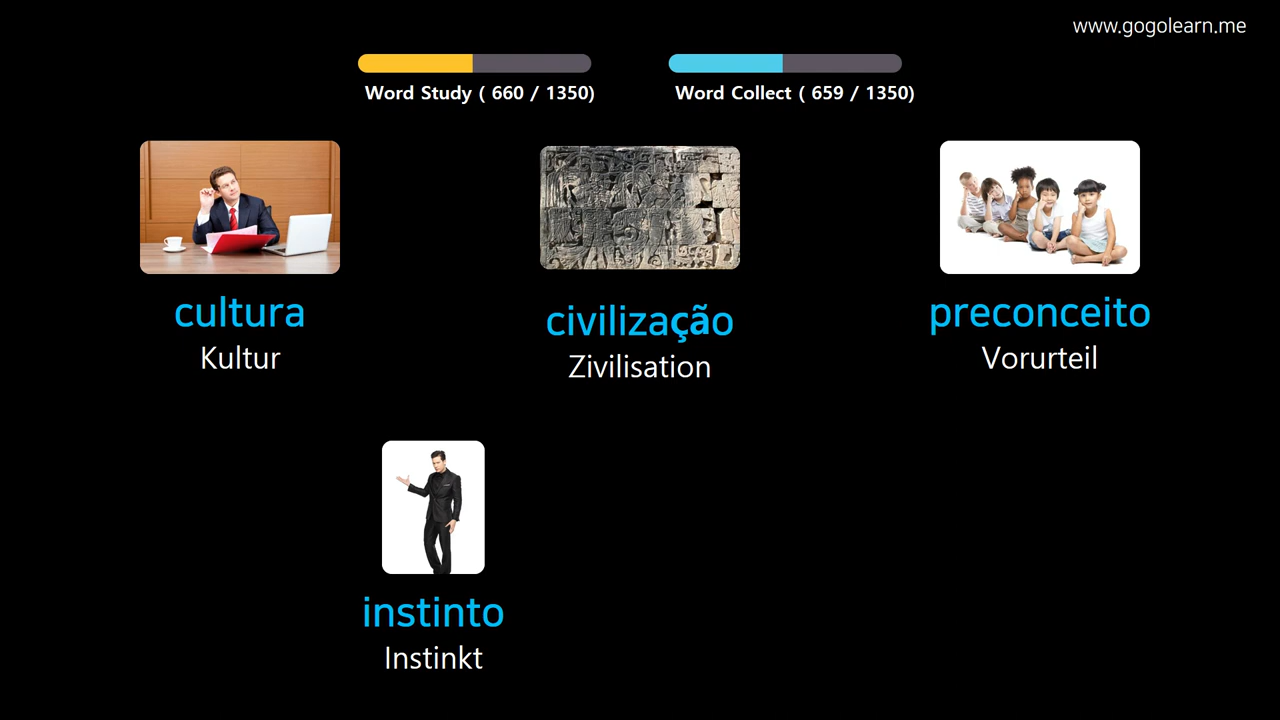 www.gogolearn.me
Word Study ( 660 / 1350)
Word Collect ( 659 / 1350)
cultura
Kultur
civilização
Zivilisation
preconceito
Vorurteil
instinto
Instinkt